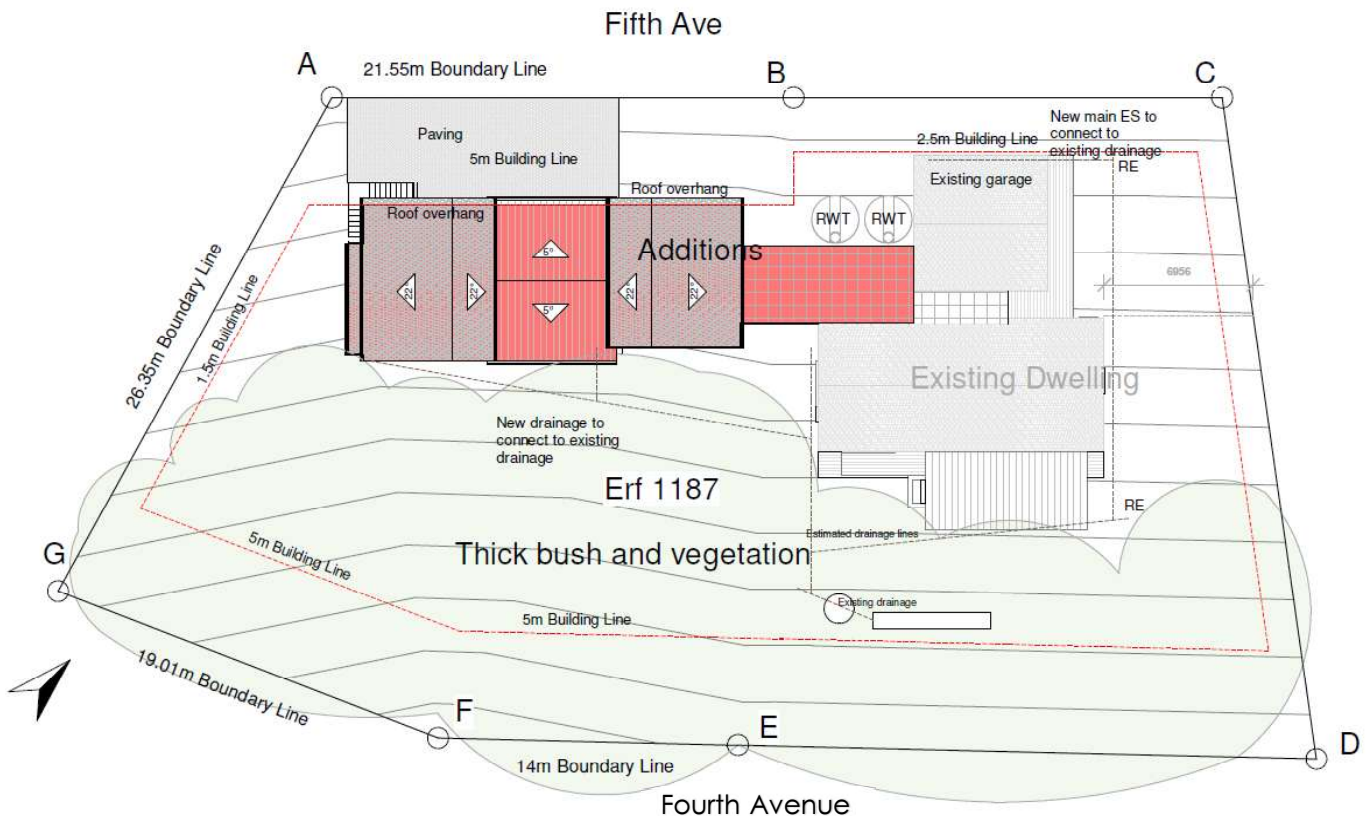 Fifth Ave
A
21.55m Boundary Line
B
C
New main ES to
connect to
existing drainage
RE
Paving
5m Building Line
2.5m Building Line
Existing garage
Roof overhang
Roof overhang
RWT
RWT
Additions
5°
5°
22°
22°
22°
22°
6956
26.35m Boundary Line
1.5m Building Line
Existing Dwelling
New drainage to
connect to existing
drainage
Erf 1187
RE
Estimated drainage lines
Thick bush and vegetation
G
5m Building Line
Existing drainage
5m Building Line
19.01m Boundary Line
F
E
D
14m Boundary Line
Fourth Avenue